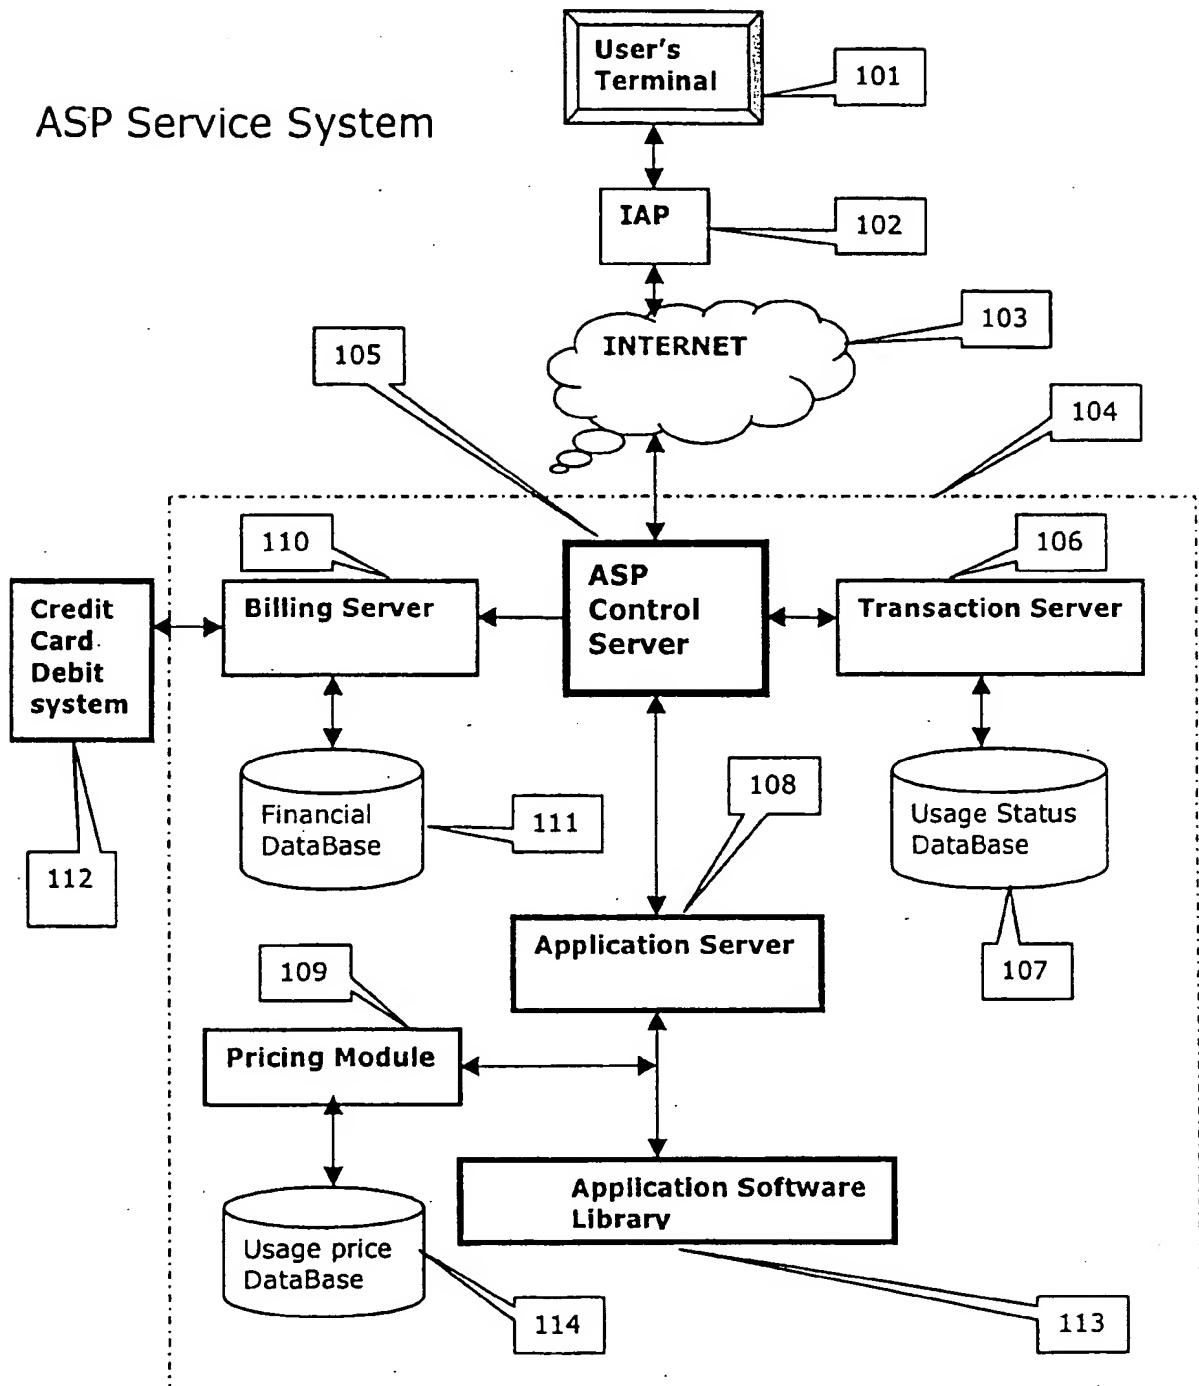 User's
Terminal
101
ASP Service System
IAP
102
INTERNET
103
105
104
110
106
ASP
Control
Server
Billing Server
Transaction Server
Credit
Card
Debit
system
108
Financial
DataBase
111
Usage Status
DataBase
112
Application Server
109
107
Pricing Module
Application Software
Library
Usage price
DataBase
114
113